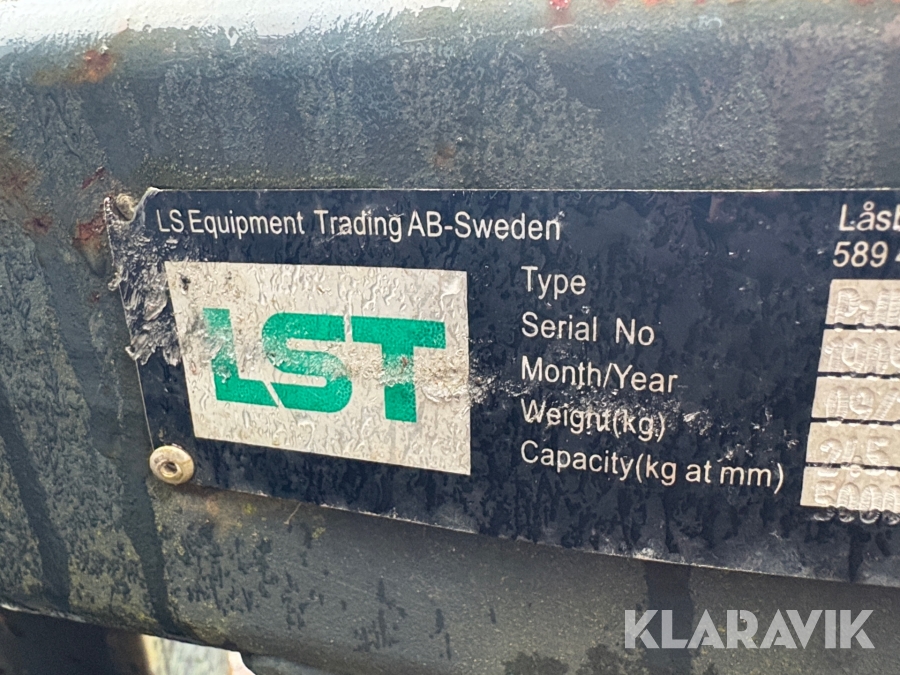 LS Equipment Trading AB-Sweden
LST
Type
Serial No
Month/Year
Weight(kg)
Capacity(kg at mm)
589
KLARAVIK